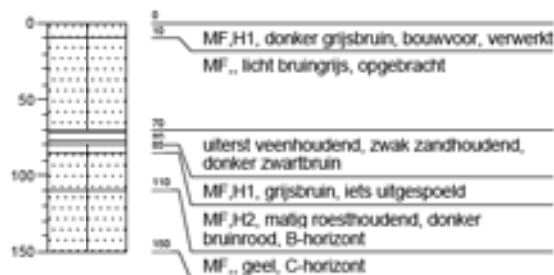 0
0
10
MF,H1, donker grijsbruin, bouwvoor, verwerkt
MF,, licht bruingrijs, opgebracht
50
70
uiterst veenhoudend, zwak zandhoudend,
donker zwartbruin
85
100
MF,H1, grijsbruin, iets uitgespoeld
110
MF,H2, matig roesthoudend, donker
bruinrood, B-horizont
150
150
MF,, geel, C-horizont